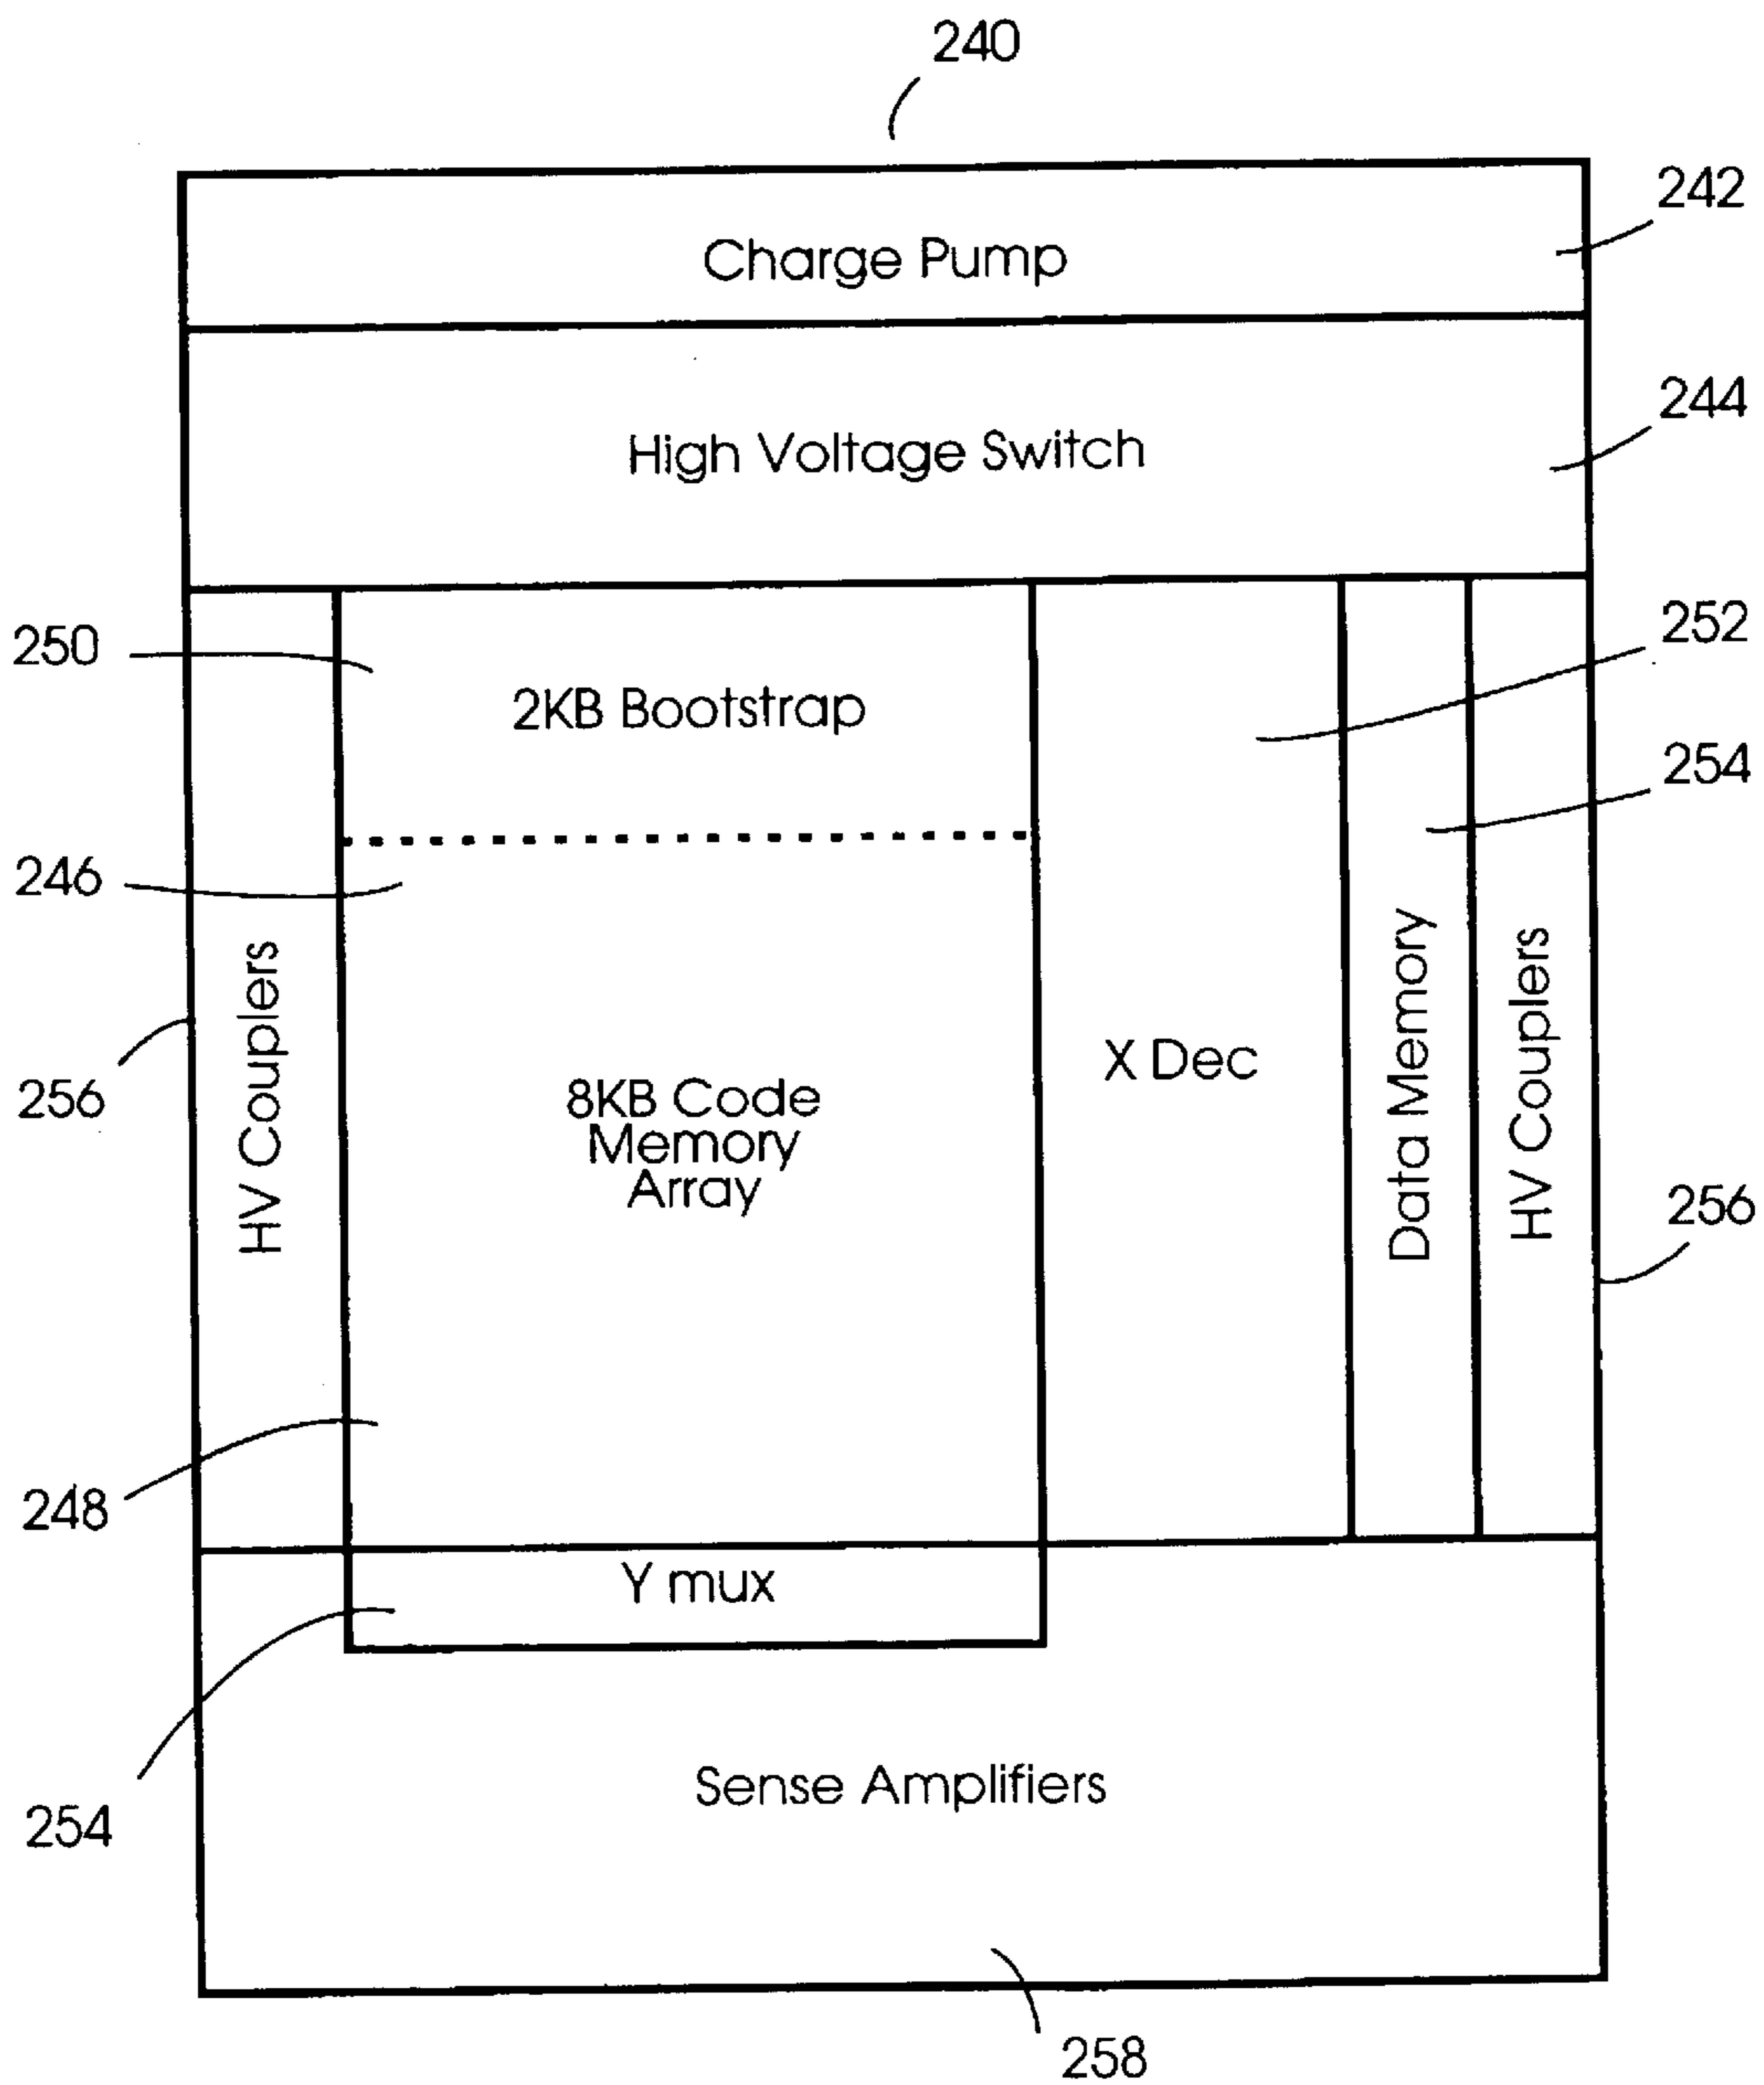 240
242
Charge Pump
244
High Voltage Switch
250
252
2KB Bootstrap
254
246
HV Couplers
8KB Code
Memory
Array
X Dec
Data Memory
HV Couplers
256
256
248
Y mux
254
Sense Amplifiers
258